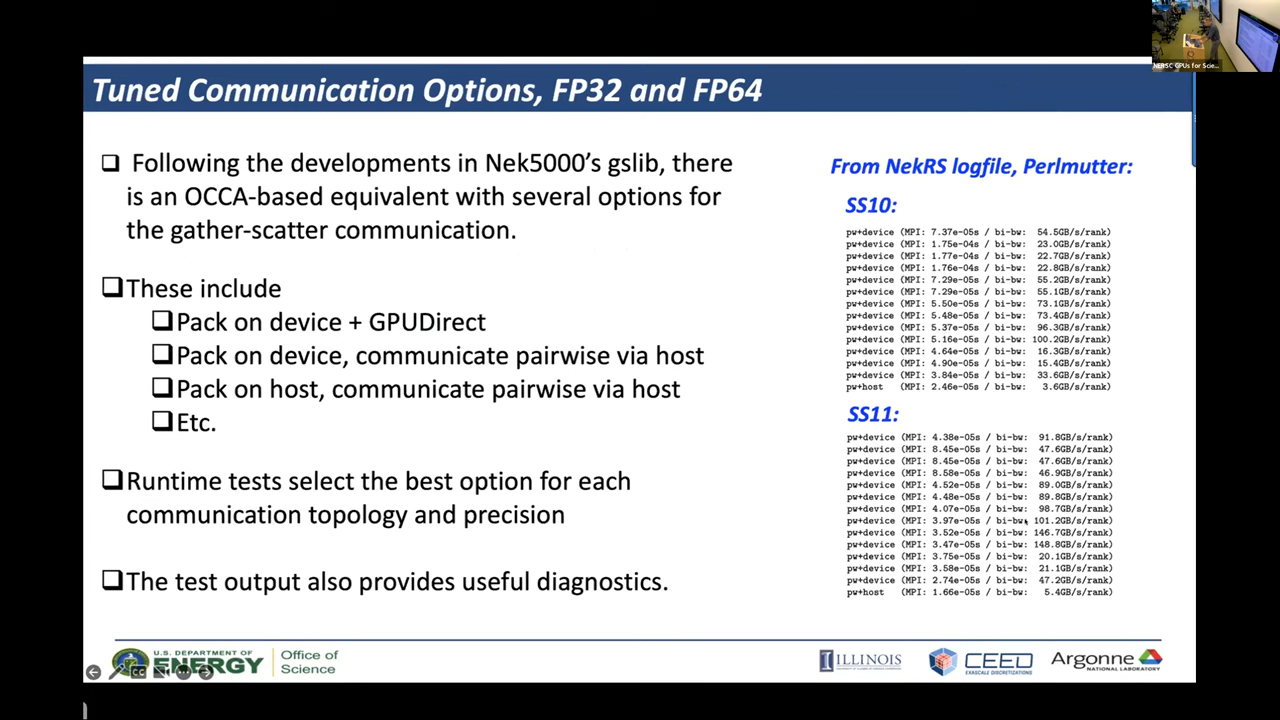 NERSC GPUs for Scie...
Tuned Communication Options, FP32 and FP64
Following the developments in Nek5000's gslib, there
is an OCCA-based equivalent with several options for
the gather-scatter communication.
These include
Pack on device + GPUDirect
Pack on device, communicate pairwise via host
Pack on host, communicate pairwise via host
Etc.
Runtime tests select the best option for each
communication topology and precision
The test output also provides useful diagnostics.
From NekRS logfile, Perlmutter:
SS10:
pw+device (MPI: 7.37e-05s / bi-bw: 54.5GB/s/rank)
pw+device (MPI: 1.75e-04s / bi-bw: 23.0GB/s/rank)
pw+device (MPI: 1.77e-04s / bi-bw: 22.7GB/s/rank)
pw+device (MPI: 1.76e-04s / bi-bw: 22.8GB/s/rank)
pw+device (MPI: 7.29e-05s / bi-bw: 55.2GB/s/rank)
pw+device (MPI: 7.29e-05s / bi-bw: 55.1GB/s/rank)
pw+device (MPI: 5.50e-05s / bi-bw: 73.1GB/s/rank)
pw+device (MPI: 5.48e-05s / bi-bw: 73.4GB/s/rank)
pw+device (MPI: 5.37e-05s / bi-bw: 96.3GB/s/rank)
pw+device (MPI: 5.16e-05s / bi-bw: 100.2GB/s/rank)
pw+device (MPI: 4.64e-05s / bi-bw: 16.3GB/s/rank)
pw+device (MPI: 4.90e-05s / bi-bw: 15.4GB/s/rank)
pw+device (MPI: 3.84e-05s / bi-bw: 33.6GB/s/rank)
pw+host (MPI: 2.46e-05s / bi-bw: 3.6GB/s/rank)
SS11:
pw+device (MPI: 4.38e-05s / bi-bw: 91.8GB/s/rank)
pw+device (MPI: 8.45e-05s / bi-bw: 47.6GB/s/rank)
pw+device (MPI: 8.45e-05s / bi-bw: 47.6GB/s/rank)
pw+device (MPI: 8.58e-05s / bi-bw: 46.9GB/s/rank)
pw+device (MPI: 4.52e-05s / bi-bw: 89.0GB/s/rank)
pw+device (MPI: 4.48e-05s / bi-bw: 89.8GB/s/rank)
pw+device (MPI: 4.07e-05s / bi-bw: 98.7GB/s/rank)
pw+device (MPI: 3.97e-05s / bi-bw: 101.2GB/s/rank)
pw+device (MPI: 3.52e-05s / bi-bw: 146.7GB/s/rank)
pw+device (MPI: 3.47e-05s / bi-bw: 148.8GB/s/rank)
pw+device (MPI: 3.75e-05s / bi-bw: 20.1GB/s/rank)
pw+device (MPI: 3.58e-05s / bi-bw: 21.1GB/s/rank)
pw+device (MPI: 2.74e-05s / bi-bw: 47.2GB/s/rank)
pw+host (MPI: 1.66e-05s / bi-bw: 5.4GB/s/rank)
U.S. DEPARTMENT OF
ENERGY
Office of
Science
ILLINOIS
CEED
EXASCALE DISCRETIZATIONS
Argonne
NATIONAL LABORATORY